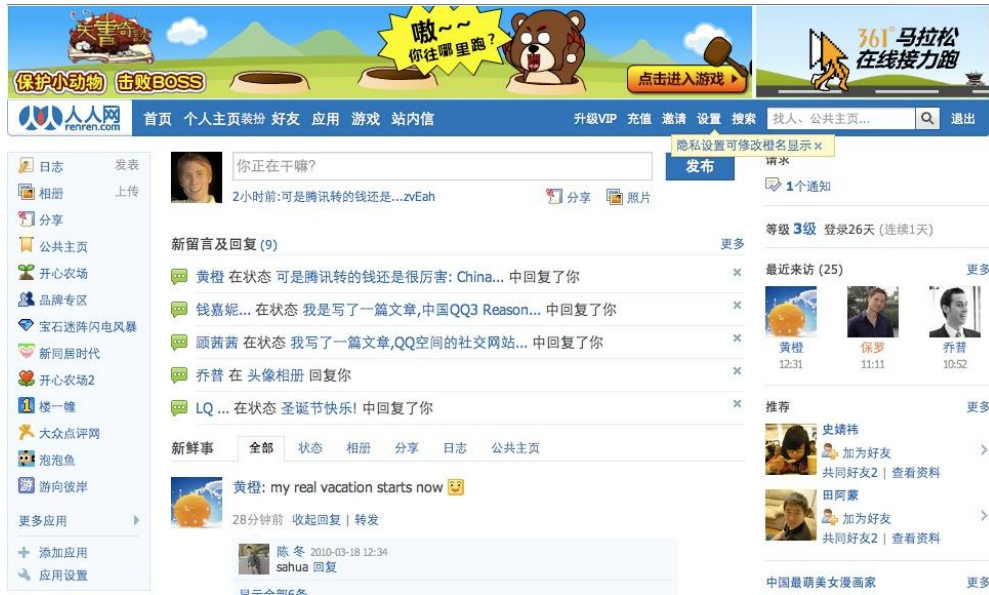 天書奇談
保护小动物 击败BOSS
嗷~~
你往哪里跑?
点击进入游戏
361°马拉松
在线接力跑
人人网
renren.com
首页 个人主页 装扮 好友 应用 游戏 站内信
升级VIP 充值 邀请 设置 搜索 找人、公共主页... 退出
隐私设置可修改橙名显示 ×
日志 发表
相册 上传
分享
公共主页
开心农场
品牌专区
宝石迷阵闪电风暴
新同居时代
开心农场2
楼一幢
大众点评网
泡泡鱼
游向彼岸
更多应用
添加应用
应用设置
你正在干嘛?
发布
2小时前:可是腾讯转的钱还是...zvEah
分享 照片
新留言及回复 (9) 更多
黄橙 在状态 可是腾讯转的钱还是很厉害: China... 中回复了你 ×
钱嘉妮... 在状态 我是写了一篇文章,中国QQ3 Reason... 中回复了你 ×
顾茜茜 在状态 我写了一篇文章,QQ空间的社交网站... 中回复了你 ×
乔普 在 头像相册 回复你 ×
LQ ... 在状态 圣诞节快乐! 中回复了你 ×
新鲜事 全部 状态 相册 分享 日志 公共主页
黄橙: my real vacation starts now
28分钟前 收起回复 | 转发
陈 冬 2010-03-18 12:34
sahua 回复
显示全部6条
请求
1个通知
等级 3级 登录26天 (连续1天)
最近来访 (25) 更多
黄橙 保罗 乔普
12:31 11:11 10:52
推荐 更多
史婧祎
加为好友
共同好友2 | 查看资料
田阿蒙
加为好友
共同好友2 | 查看资料
中国最萌美女漫画家 更多